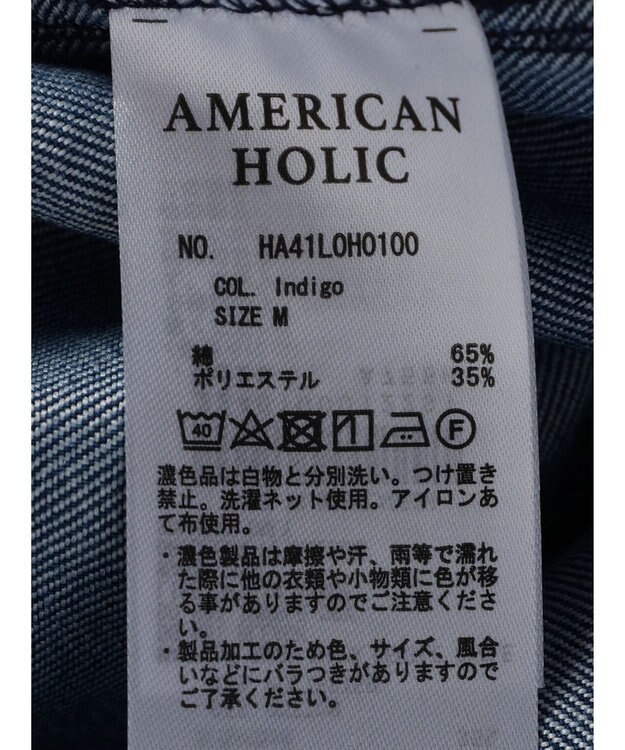 AMERICAN
HOLIC
NO. HA41L0H0100
COL. Indigo
SIZE M
綿 65%
ポリエステル 35%
40 F
濃色品は白物と分別洗い。つけ置き
禁止。洗濯ネット使用。アイロンあ
て布使用。
・濃色製品は摩擦や汗、雨等で濡れ
た際に他の衣類や小物類に色が移
る事がありますのでご注意くださ
い。
・製品加工のため色、サイズ、風合
いなどにバラつきがありますので
ご了承ください。